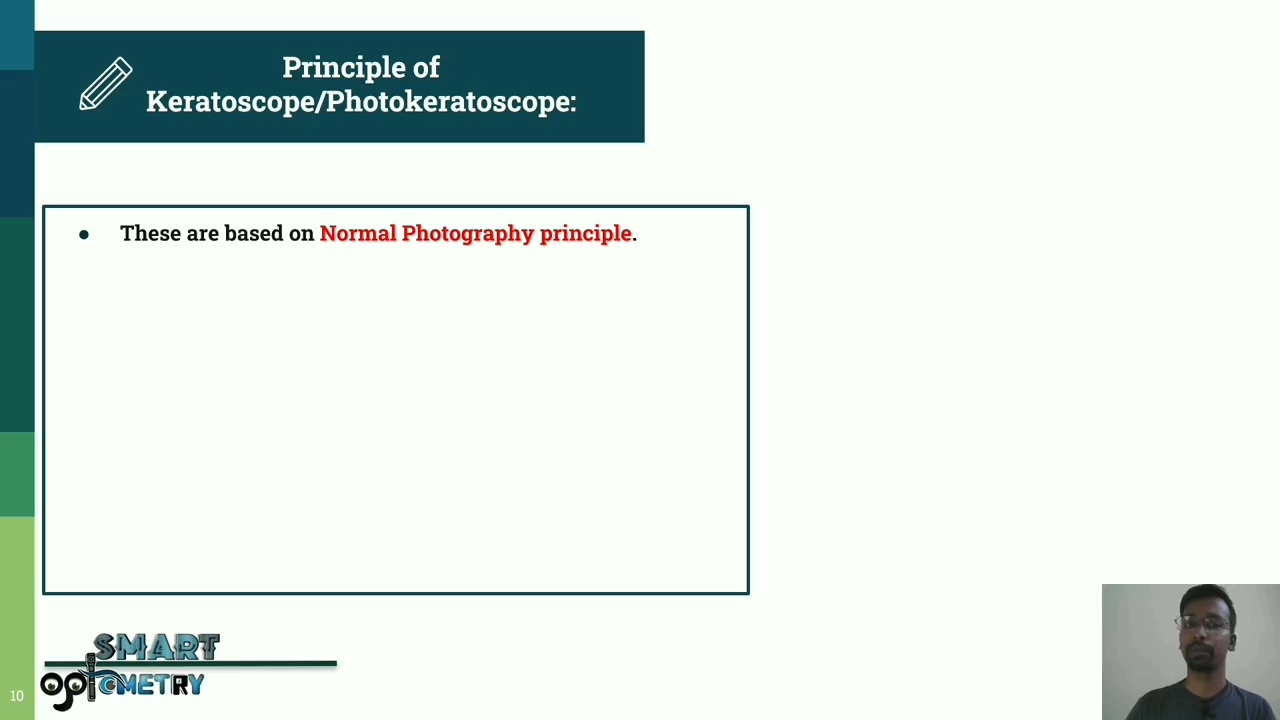 Principle of
Keratoscope/Photokeratoscope:
● These are based on Normal Photography principle.
SMART
optOMETRY
10